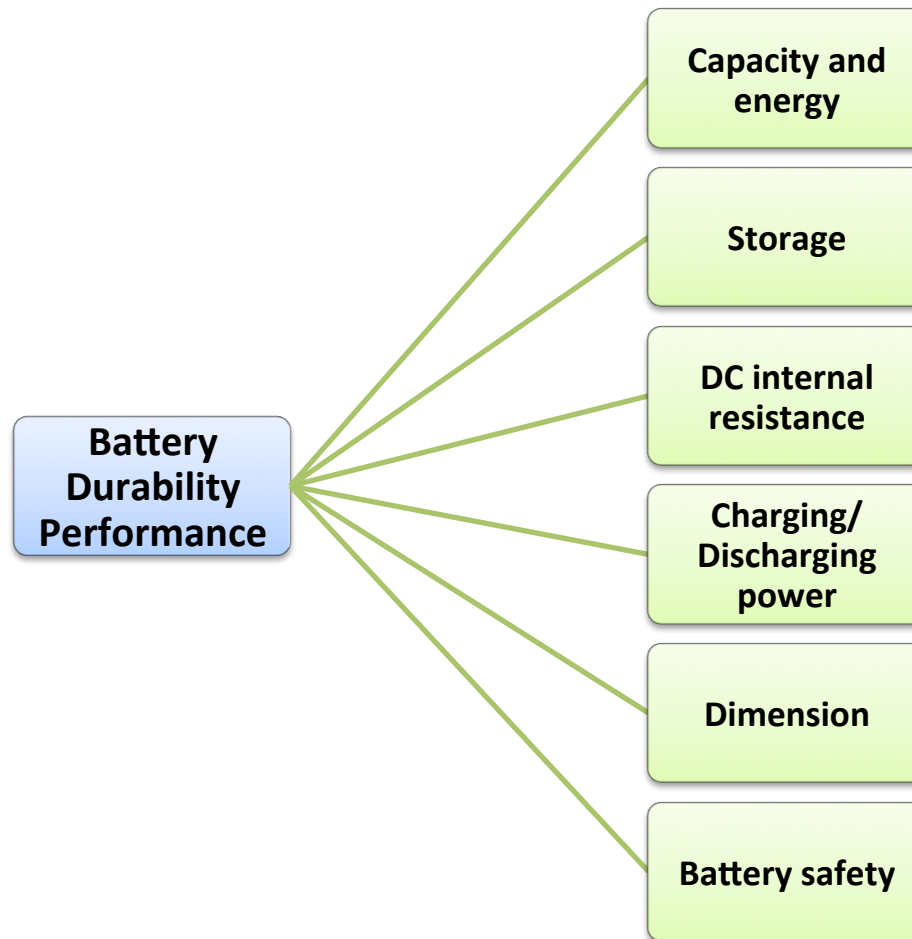 Capacity and
energy
Storage
DC internal
resistance
Battery
Durability
Performance
Charging/
Discharging
power
Dimension
Battery safety